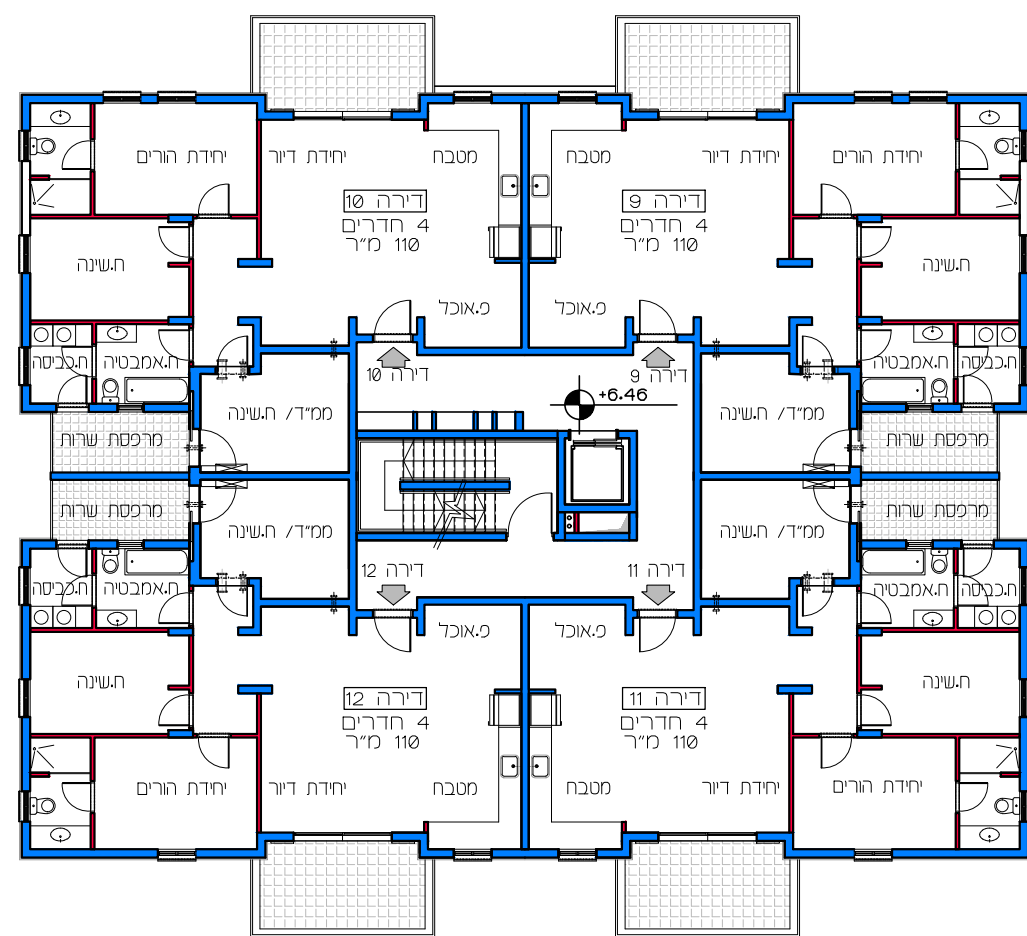 יחידת הורים
יחידת דיור
מטבח
מטבח
יחידת דיור
יחידת הורים
דירה 10
4 חדרים
110 מ״ר
דירה 9
4 חדרים
110 מ״ר
ח.שינה
ח.שינה
פ.אוכל
פ.אוכל
ח.כביסה
ח.אמבטיה
דירה 10
דירה 9
ח.אמבטיה
ח.כביסה
+6.46
ממ״ד/ ח.שינה
ממ״ד/ ח.שינה
מרפסת שרות
מרפסת שרות
מרפסת שרות
מרפסת שרות
ממ״ד/ ח.שינה
ממ״ד/ ח.שינה
ח.כביסה
ח.אמבטיה
דירה 12
דירה 11
ח.אמבטיה
ח.כביסה
פ.אוכל
פ.אוכל
ח.שינה
ח.שינה
דירה 12
4 חדרים
110 מ״ר
דירה 11
4 חדרים
110 מ״ר
יחידת הורים
יחידת דיור
מטבח
מטבח
יחידת דיור
יחידת הורים